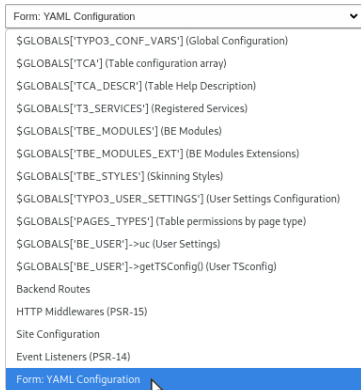 Form: YAML Configuration
$GLOBALS['TYPO3_CONF_VARS'] (Global Configuration)
$GLOBALS['TCA'] (Table configuration array)
$GLOBALS['TCA_DESCR'] (Table Help Description)
$GLOBALS['T3_SERVICES'] (Registered Services)
$GLOBALS['TBE_MODULES'] (BE Modules)
$GLOBALS['TBE_MODULES_EXT'] (BE Modules Extensions)
$GLOBALS['TBE_STYLES'] (Skinning Styles)
$GLOBALS['TYPO3_USER_SETTINGS'] (User Settings Configuration)
$GLOBALS['PAGES_TYPES'] (Table permissions by page type)
$GLOBALS['BE_USER']->uc (User Settings)
$GLOBALS['BE_USER']->getTSConfig() (User TSconfig)
Backend Routes
HTTP Middlewares (PSR-15)
Site Configuration
Event Listeners (PSR-14)
Form: YAML Configuration